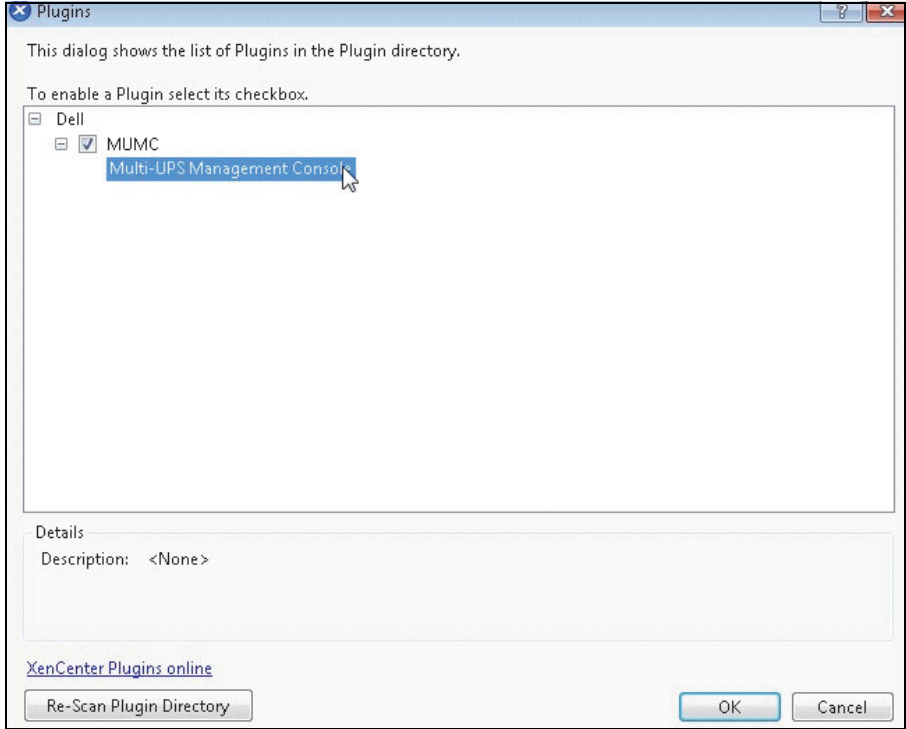 Plugins
?
This dialog shows the list of Plugins in the Plugin directory.
To enable a Plugin select its checkbox.
Dell
MUMC
Multi-UPS Management Console
Details
Description: <None>
XenCenter Plugins online
Re-Scan Plugin Directory
OK
Cancel